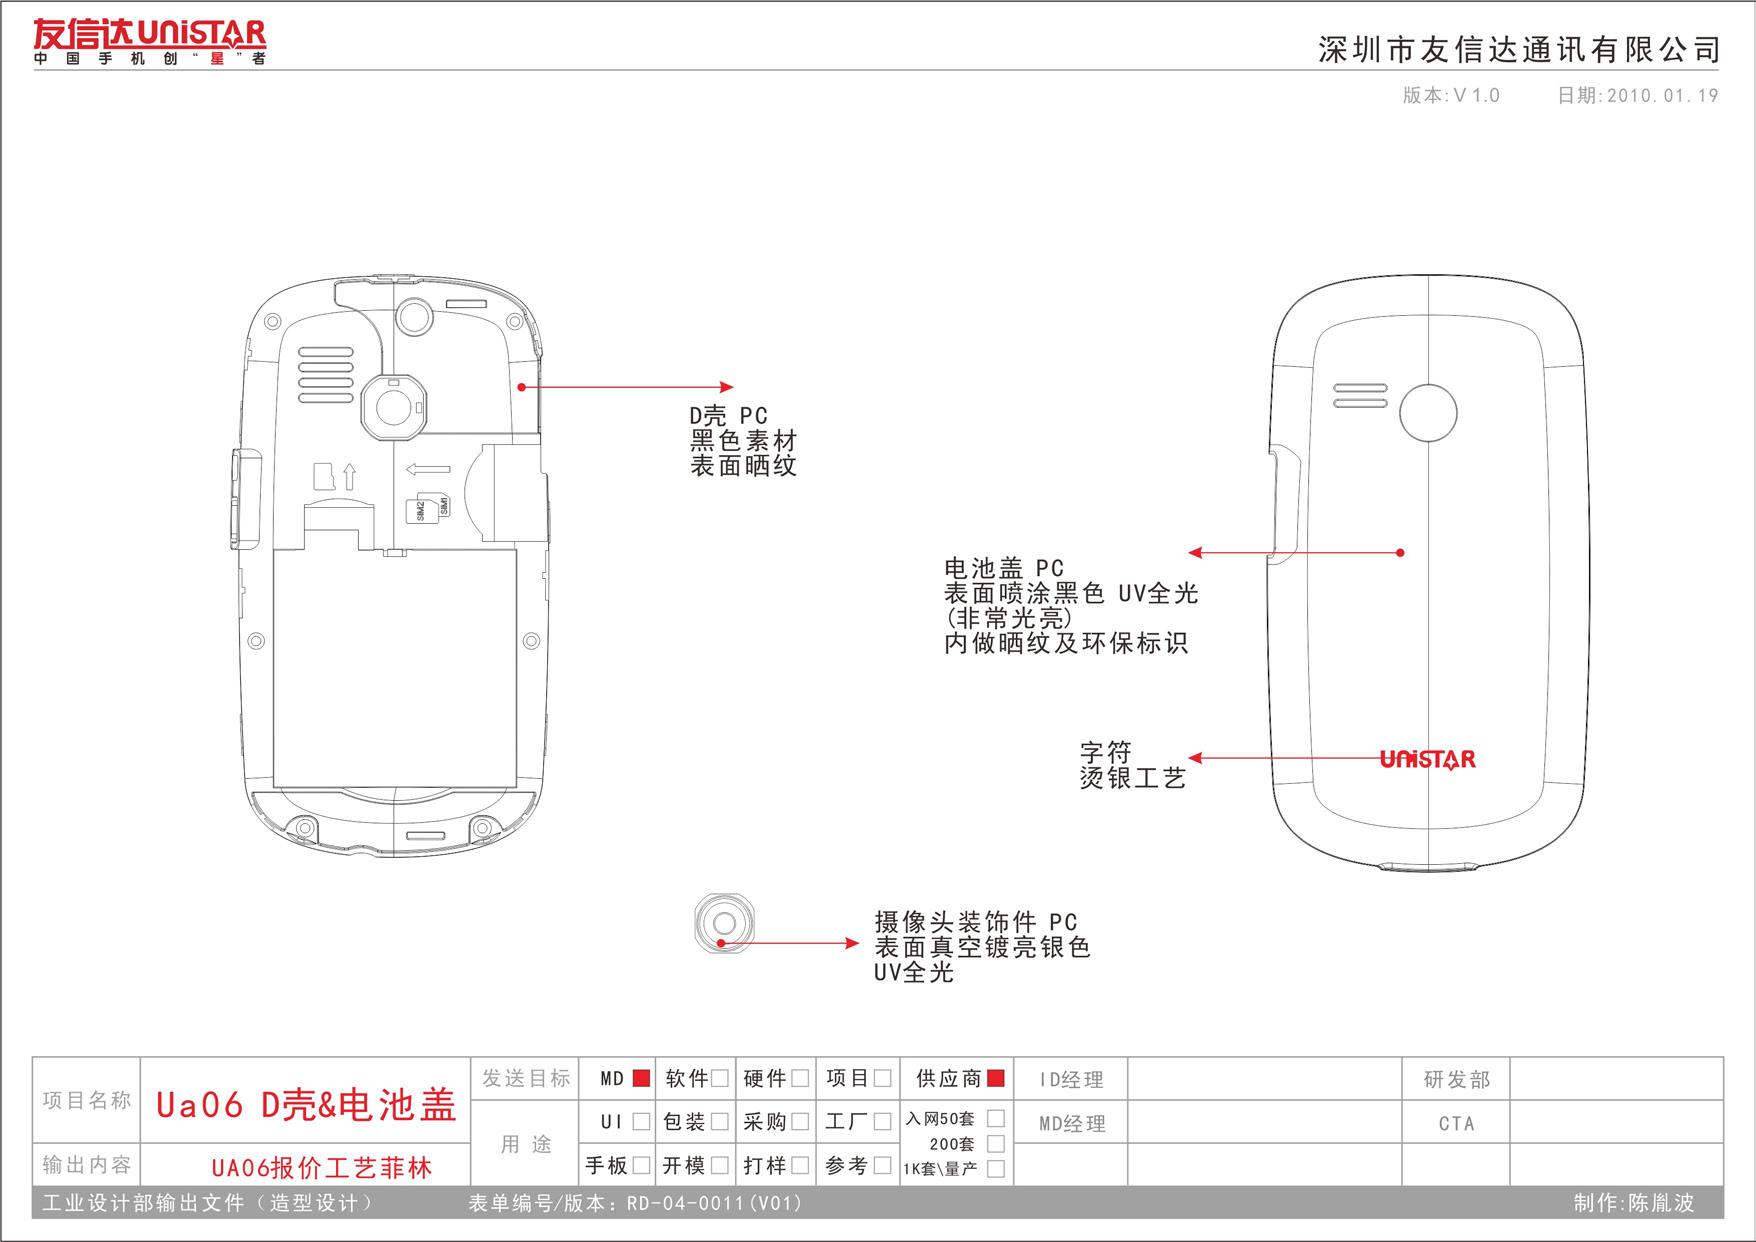 友信达UNiSTAR
中国手机创“星”者
深圳市友信达通讯有限公司
版本:V 1.0 日期:2010.01.19
D壳 PC
黑色素材
表面晒纹
SIM2
SIM1
电池盖 PC
表面喷涂黑色 UV全光
(非常光亮)
内做晒纹及环保标识
字符
烫银工艺
UNiSTAR
摄像头装饰件 PC
表面真空镀亮银色
UV全光
项目名称 Ua06 D壳&电池盖
发送目标 MD 软件 硬件 项目 供应商 ID经理 研发部
用 途 UI 包装 采购 工厂 入网50套 MD经理 CTA
200套
输出内容 UA06报价工艺菲林 手板 开模 打样 参考 1K套\量产
工业设计部输出文件（造型设计） 表单编号/版本：RD-04-0011(V01) 制作:陈胤波